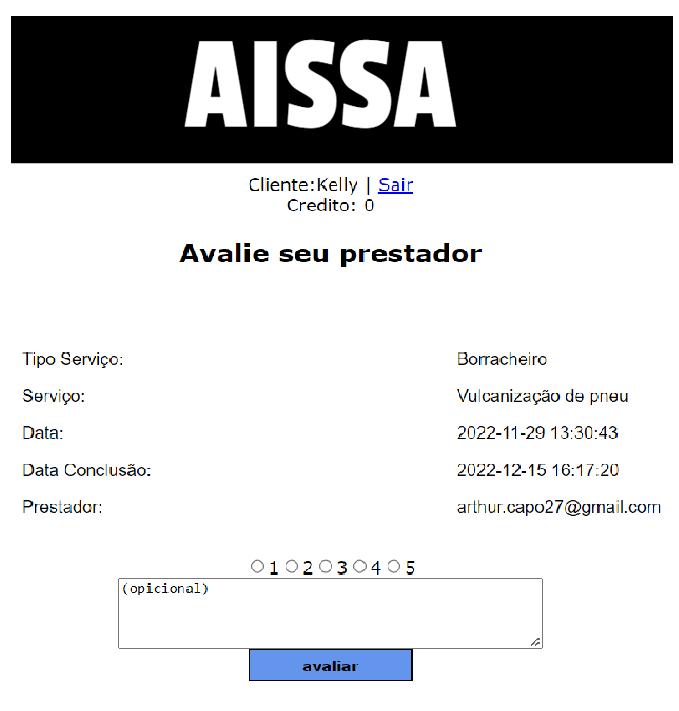 AISSA
Cliente:Kelly | Sair
Credito: 0
Avalie seu prestador
Tipo Serviço: Borracheiro
Serviço: Vulcanização de pneu
Data: 2022-11-29 13:30:43
Data Conclusão: 2022-12-15 16:17:20
Prestador: arthur.capo27@gmail.com
1 2 3 4 5
(opicional)
avaliar